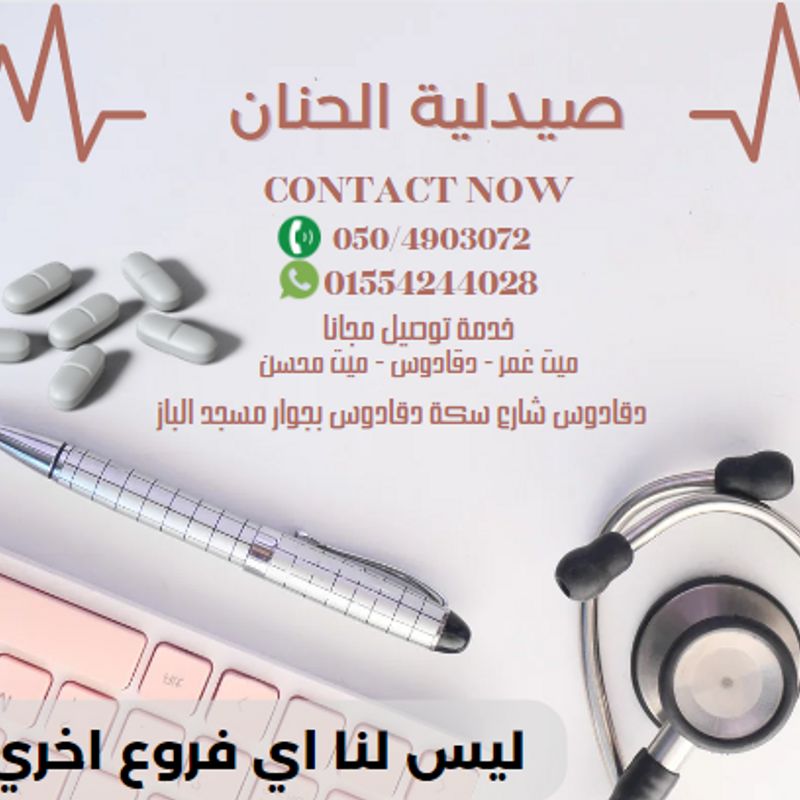 صيدلية الحنان
CONTACT NOW
050/4903072
01554244028
خدمة توصيل مجانا
ميت غمر - دقادوس - ميت محسن
دقادوس شارع سكة دقادوس بجوار مسجد الباز
ليس لنا اي فروع اخري